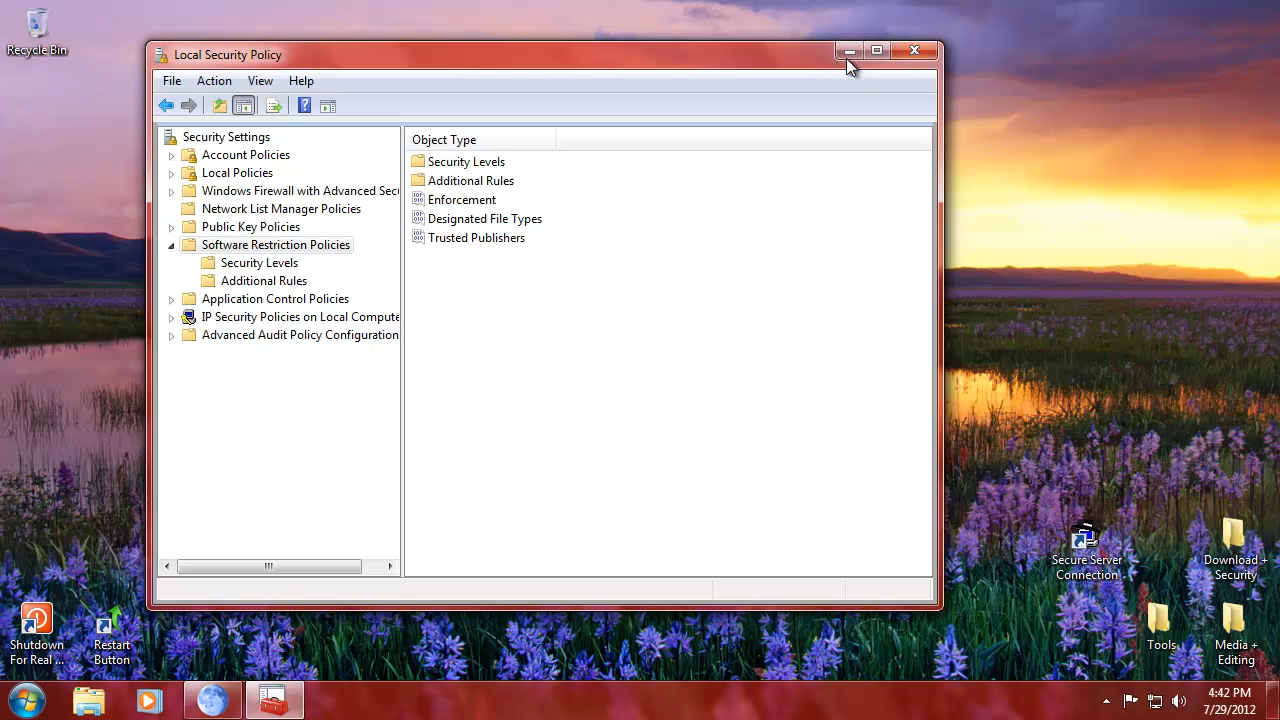 Recycle Bin
Local Security Policy
File Action View Help
Security Settings
Account Policies
Local Policies
Windows Firewall with Advanced Secu
Network List Manager Policies
Public Key Policies
Software Restriction Policies
Security Levels
Additional Rules
Application Control Policies
IP Security Policies on Local Compute
Advanced Audit Policy Configuration
Object Type
Security Levels
Additional Rules
Enforcement
Designated File Types
Trusted Publishers
Secure Server
Connection
Download +
Security
Shutdown
For Real ...
Restart
Button
Tools
Media +
Editing
4:42 PM
7/29/2012